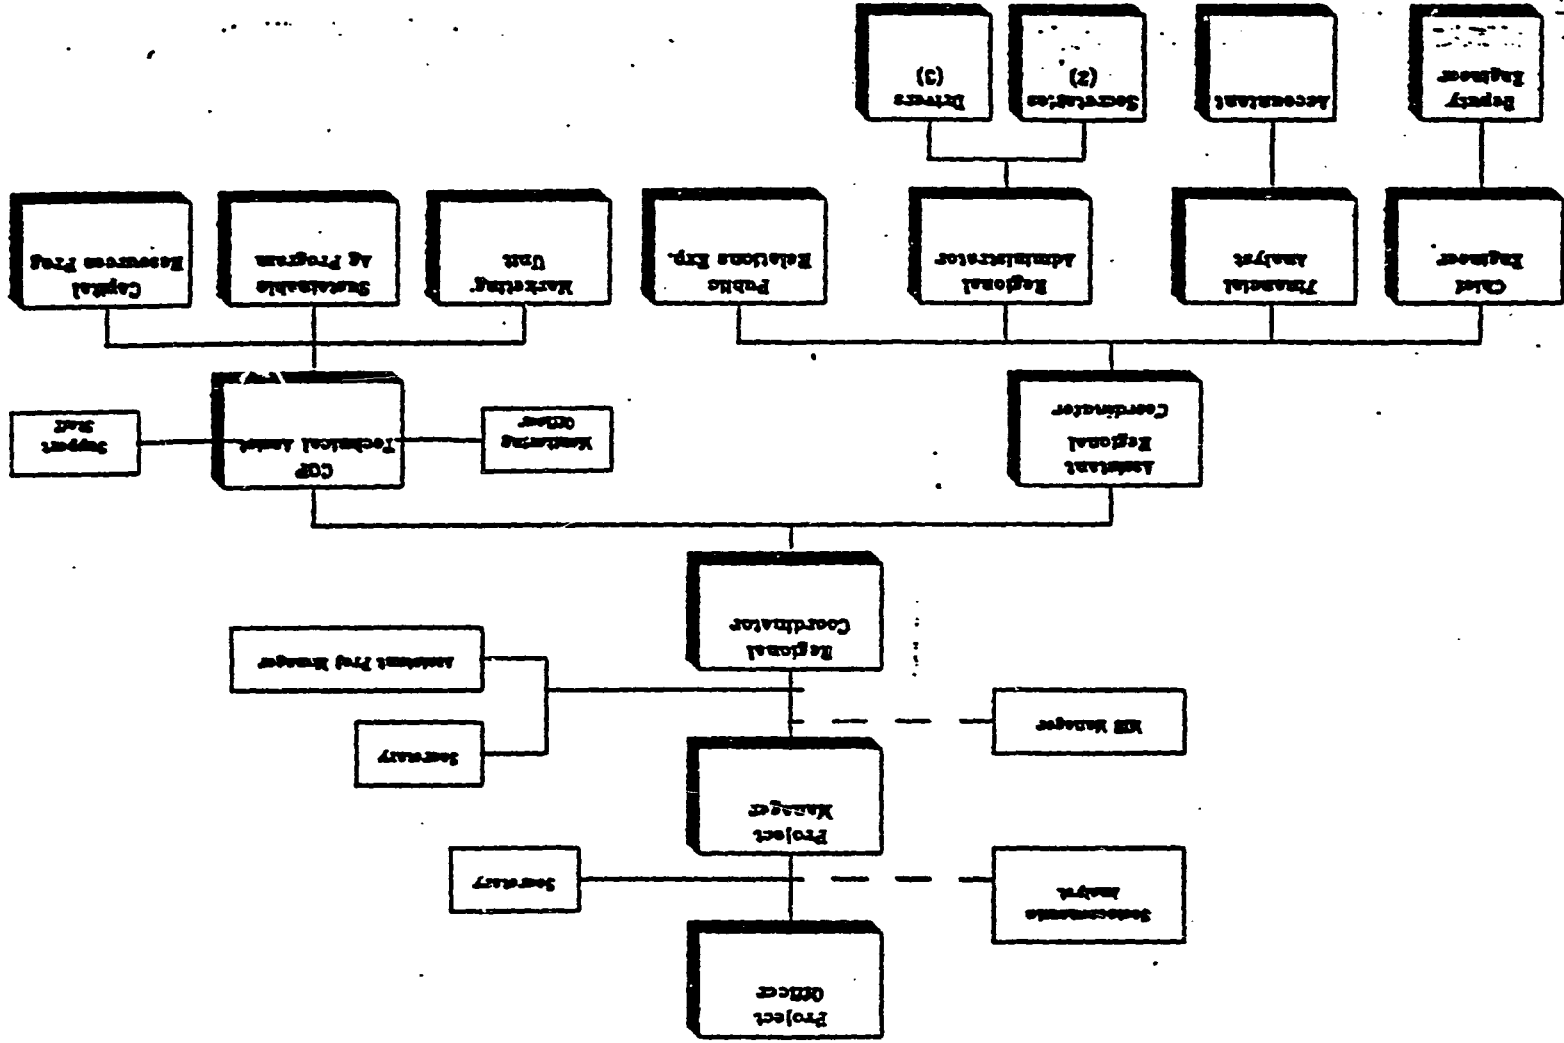 Project
Officer
Socioeconomic
Analyst
Secretary
Project
Manager
Secretary
MIS Manager
Assistant Proj Manager
Regional
Coordinator
Assistant
Regional
Coordinator
Monitoring
Officer
COP
Technical Assist
Support
Staff
Chief
Engineer
Financial
Analyst
Regional
Administrator
Public
Relations Exp.
Marketing
Unit
Sustainable
Ag Program
Capital
Resources Prog
Deputy
Engineer
Accountant
Secretaries
(2)
Drivers
(3)